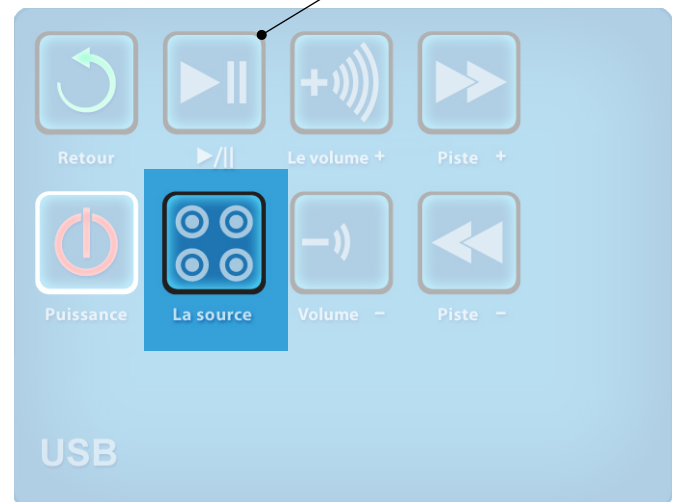 Retour ▶/|| Le volume + Piste +
Puissance La source Volume - Piste -
USB